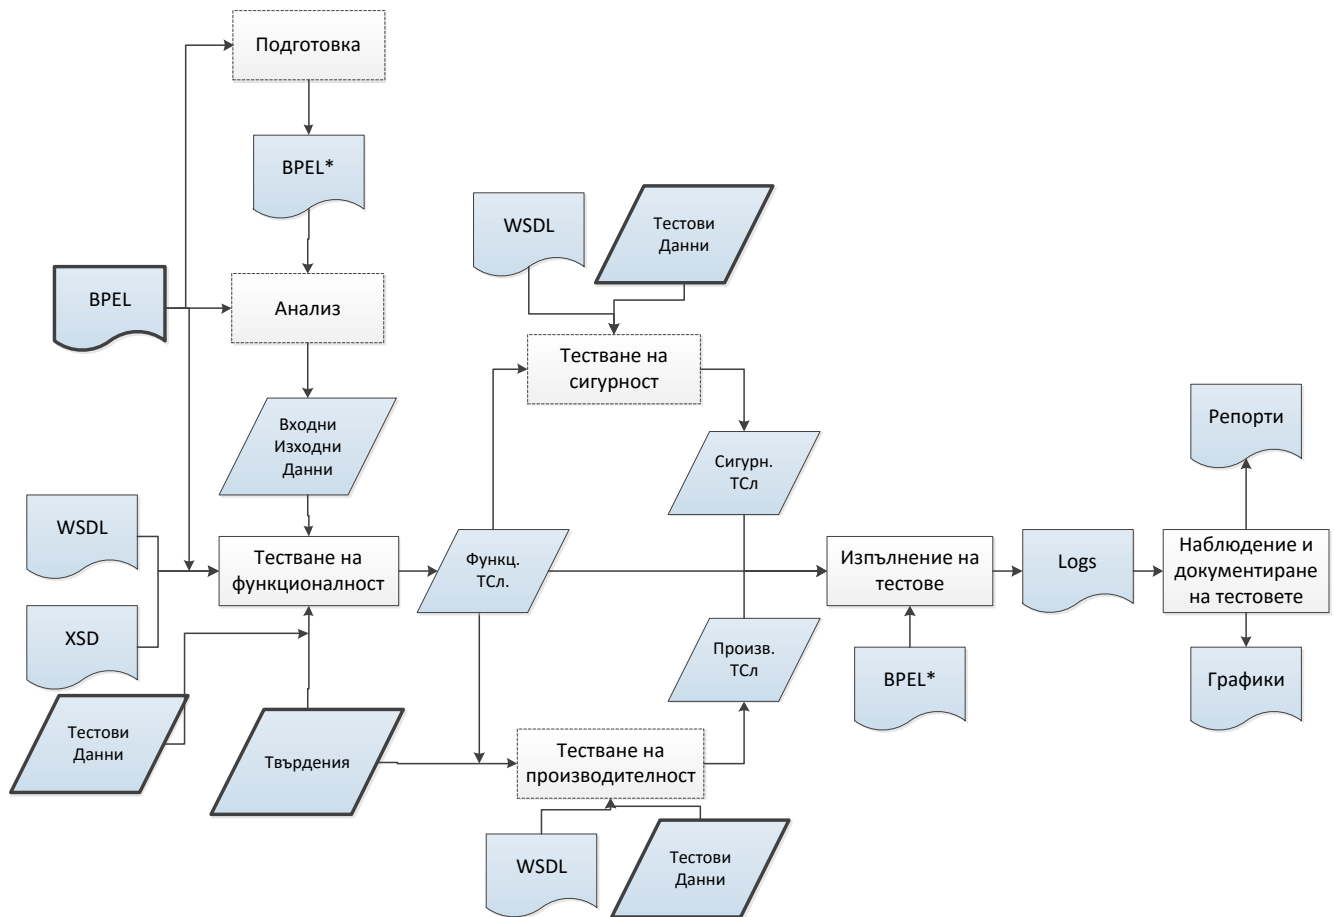 Подготовка
BPEL*
WSDL
Тестови
Данни
BPEL
Анализ
Тестване на
сигурност
Входни
Изходни
Данни
Репорти
Сигурн.
ТСл
WSDL
Тестване на
функционалност
Функц.
ТСл.
Изпълнение на
тестове
Logs
Наблюдение и
документиране
на тестовете
XSD
Произв.
ТСл
BPEL*
Графики
Тестови
Данни
Твърдения
Тестване на
производителност
WSDL
Тестови
Данни